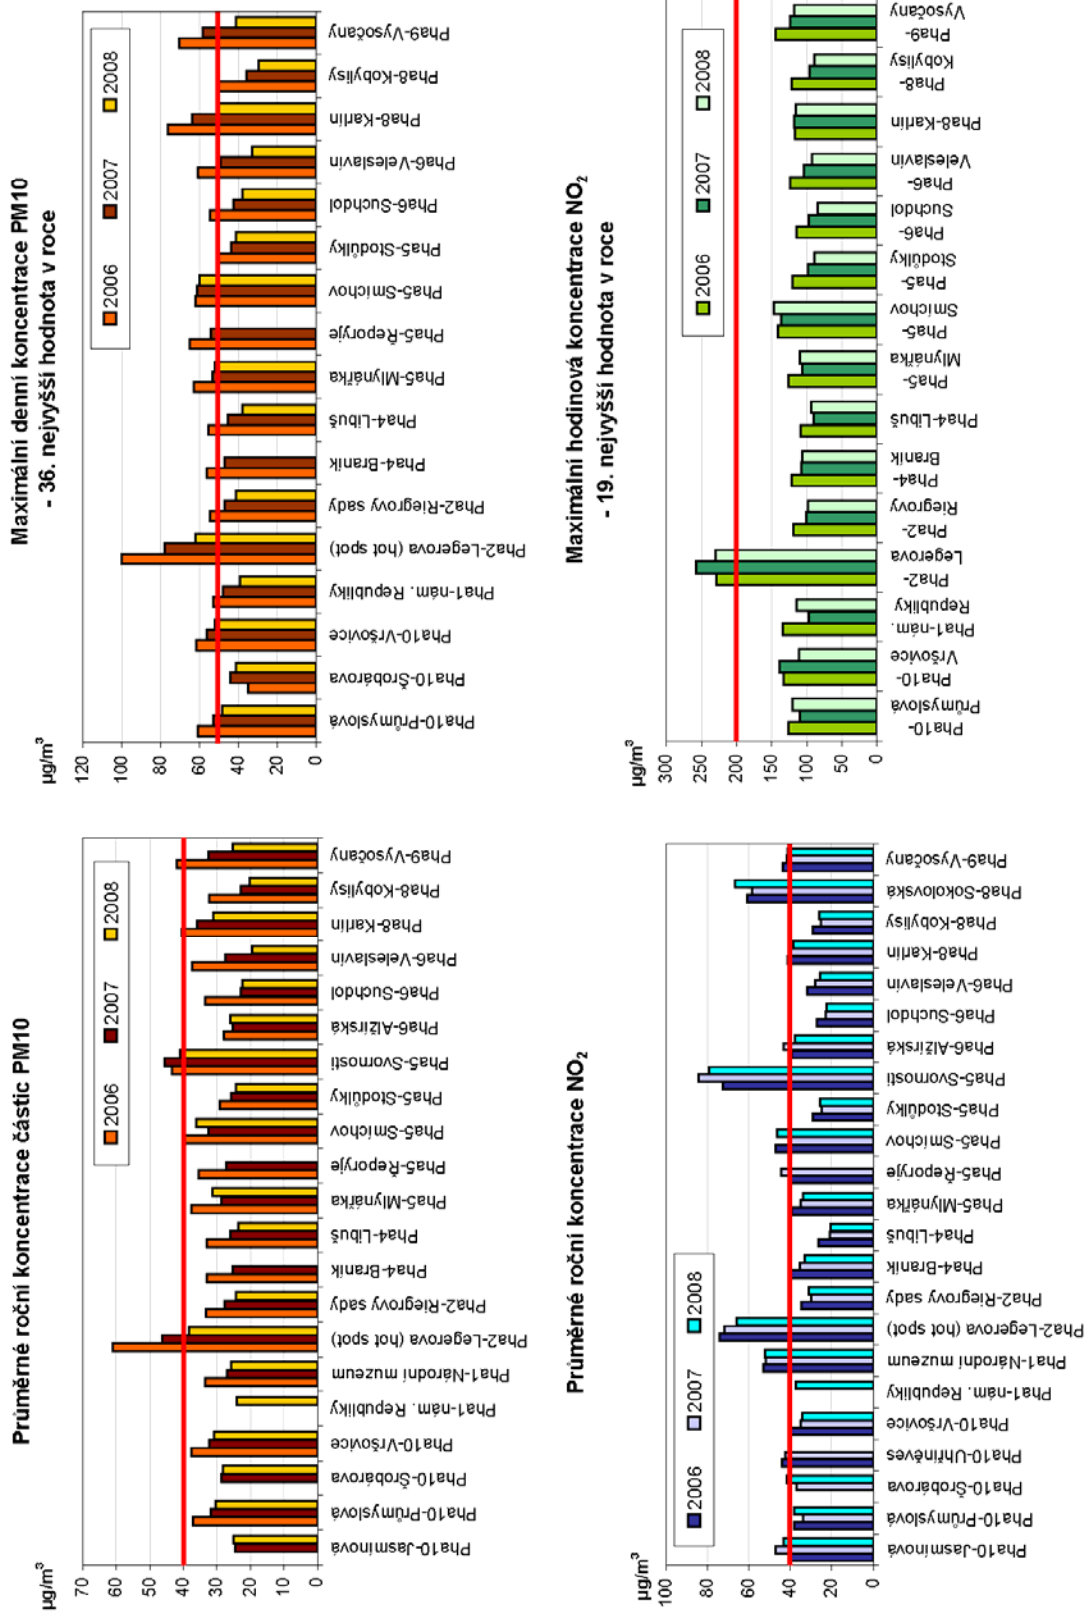 Průměrné roční koncentrace částic PM10
µg/m³
2006
2007
2008
70
60
50
40
30
20
10
0
Pha10-Jasmínová
Pha10-Průmyslová
Pha10-Šrobárova
Pha10-Vršovice
Pha1-nám. Republiky
Pha1-Národní muzeum
Pha2-Legerova (hot spot)
Pha2-Riegrovy sady
Pha4-Braník
Pha4-Libuš
Pha5-Mlynářka
Pha5-Řeporyje
Pha5-Smíchov
Pha5-Stodůlky
Pha5-Svornosti
Pha6-Alžírská
Pha6-Suchdol
Pha6-Veleslavín
Pha8-Karlín
Pha8-Kobylisy
Pha9-Vysočany
Maximální denní koncentrace PM10
- 36. nejvyšší hodnota v roce
µg/m³
2006
2007
2008
120
100
80
60
40
20
0
Pha10-Průmyslová
Pha10-Šrobárova
Pha10-Vršovice
Pha1-nám. Republiky
Pha2-Legerova (hot spot)
Pha2-Riegrovy sady
Pha4-Braník
Pha4-Libuš
Pha5-Mlynářka
Pha5-Řeporyje
Pha5-Smíchov
Pha5-Stodůlky
Pha6-Suchdol
Pha6-Veleslavín
Pha8-Karlín
Pha8-Kobylisy
Pha9-Vysočany
Průměrné roční koncentrace NO₂
µg/m³
2006
2007
2008
100
80
60
40
20
0
Pha10-Jasmínová
Pha10-Průmyslová
Pha10-Šrobárova
Pha10-Uhříněves
Pha10-Vršovice
Pha1-nám. Republiky
Pha1-Národní muzeum
Pha2-Legerova (hot spot)
Pha2-Riegrovy sady
Pha4-Braník
Pha4-Libuš
Pha5-Mlynářka
Pha5-Řeporyje
Pha5-Smíchov
Pha5-Stodůlky
Pha5-Svornosti
Pha6-Alžírská
Pha6-Suchdol
Pha6-Veleslavín
Pha8-Karlín
Pha8-Kobylisy
Pha8-Sokolovská
Pha9-Vysočany
Maximální hodinová koncentrace NO₂
- 19. nejvyšší hodnota v roce
µg/m³
2006
2007
2008
300
250
200
150
100
50
0
Pha10-
Průmyslová
Pha10-
Vršovice
Pha1-nám.
Republiky
Pha2-
Legerova
Pha2-
Riegrovy
Pha4-
Braník
Pha4-Libuš
Pha5-
Mlynářka
Pha5-
Smíchov
Pha5-
Stodůlky
Pha6-
Suchdol
Pha6-
Veleslavín
Pha8-Karlín
Pha8-
Kobylisy
Pha9-
Vysočany